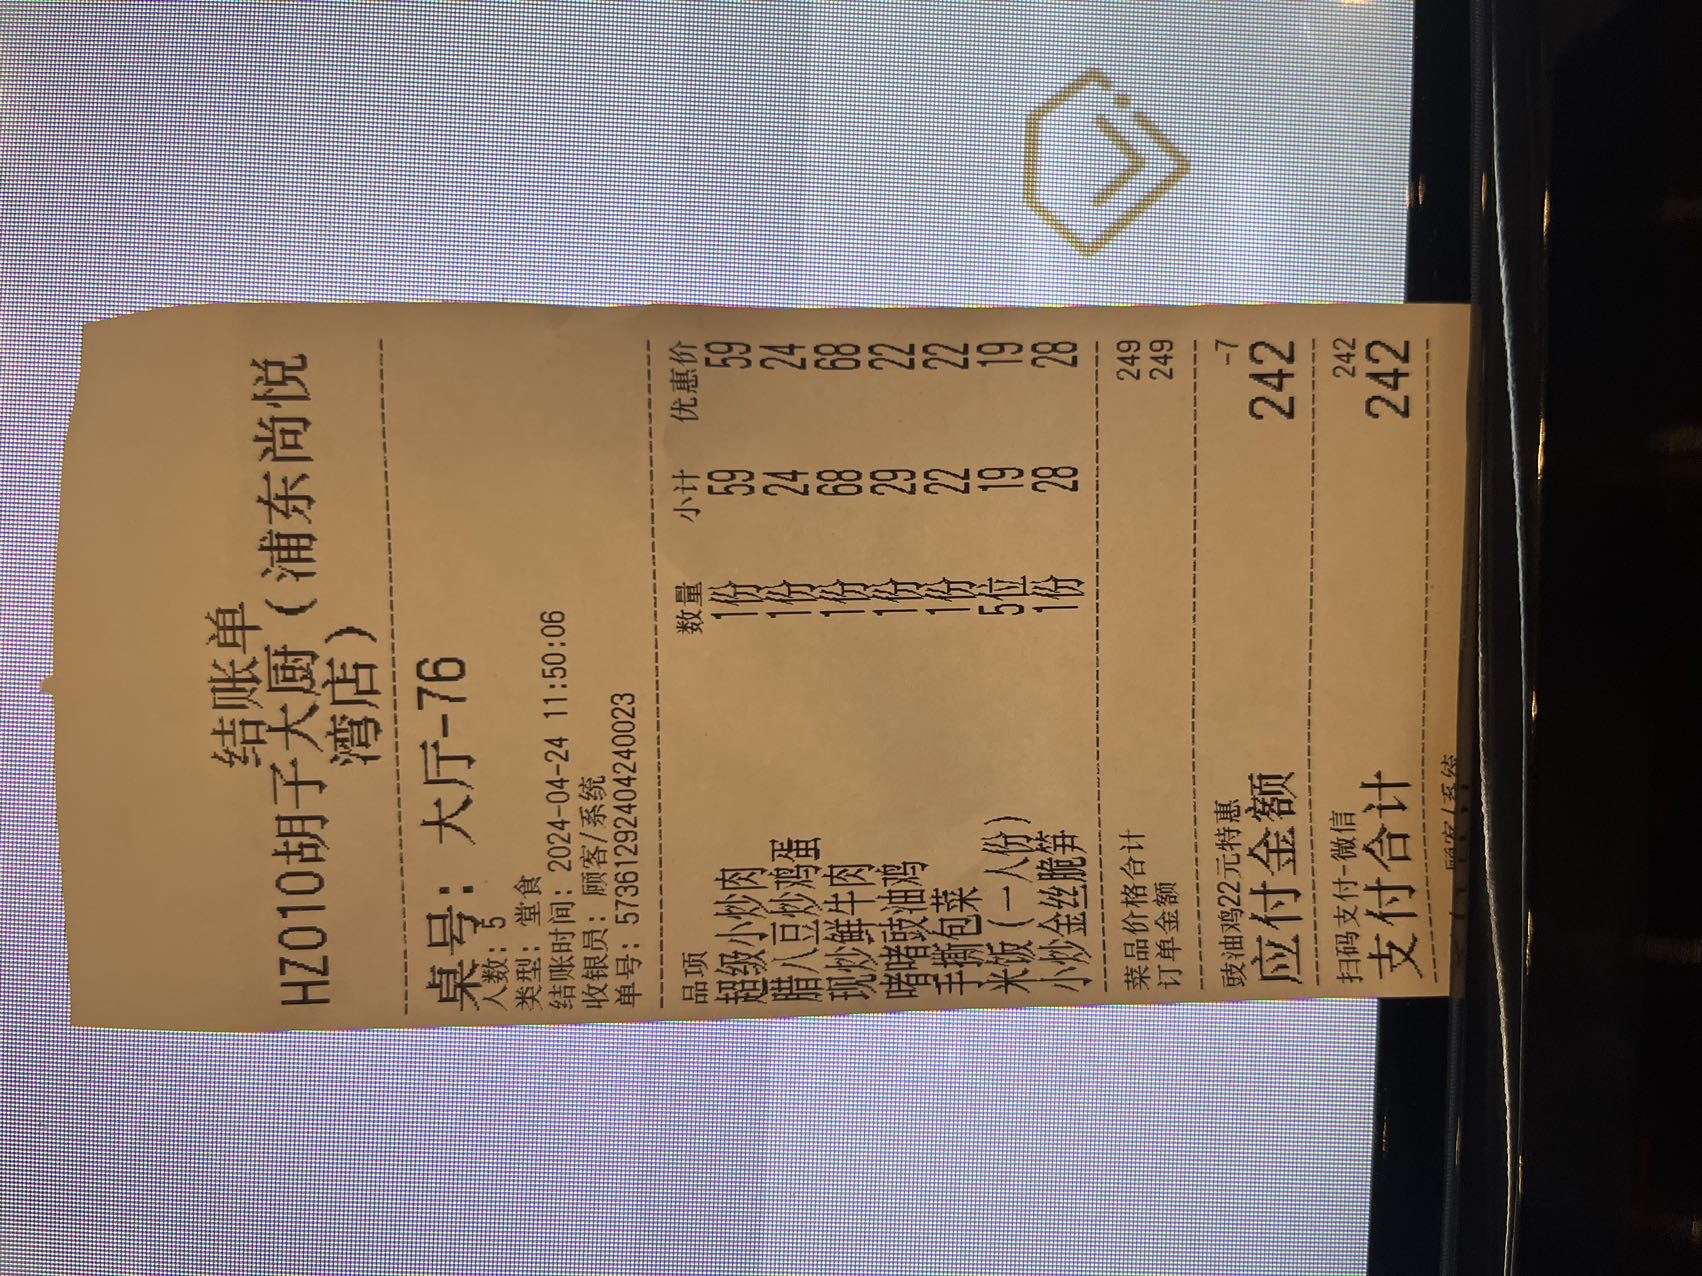 结账单
HZ010胡子大厨(浦东尚悦
湾店)
桌号: 大厅-76
人数: 5
类型: 堂食
结账时间: 2024-04-24 11:50:06
收银员: 顾客/系统
单号: 573612924042400023
品项 数量 小计 优惠价
超级小炒肉 1份 59 59
腊八豆炒鸡蛋 1份 24 24
现炒鲜牛肉 1份 68 68
啫啫豉油鸡 1份 29 22
手撕包菜 1份 22 22
米饭(一人份) 5位 19 19
小炒金丝脆笋 1份 28 28
菜品价格合计 249
订单金额 249
豉油鸡22元特惠 -7
应付金额 242
扫码支付-微信 242
支付合计 242
顾客/系统